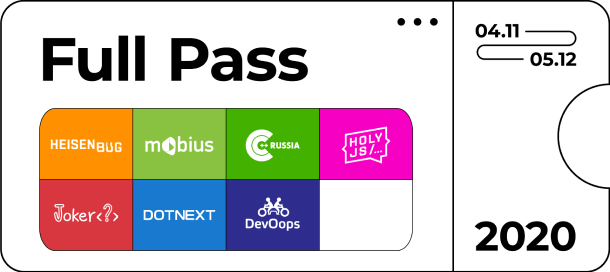 Full Pass
04.11
05.12
HEISENBUG
mobius
C++ RUSSIA
HOLY
JS/...
Joker<?>
DOTNEXT
DevOops
2020